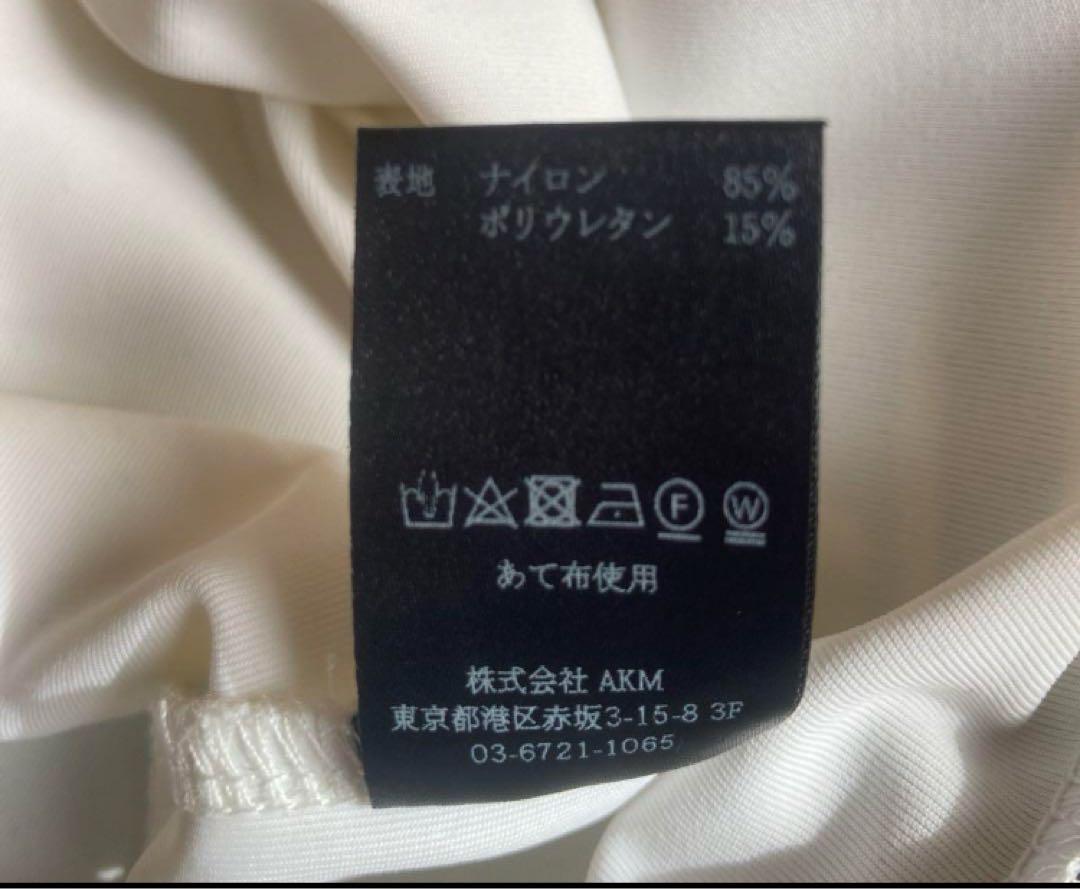 表地 ナイロン 85%
ポリウレタン 15%
F W
あて布使用
株式会社 AKM
東京都港区赤坂3-15-8 3F
03-6721-1065